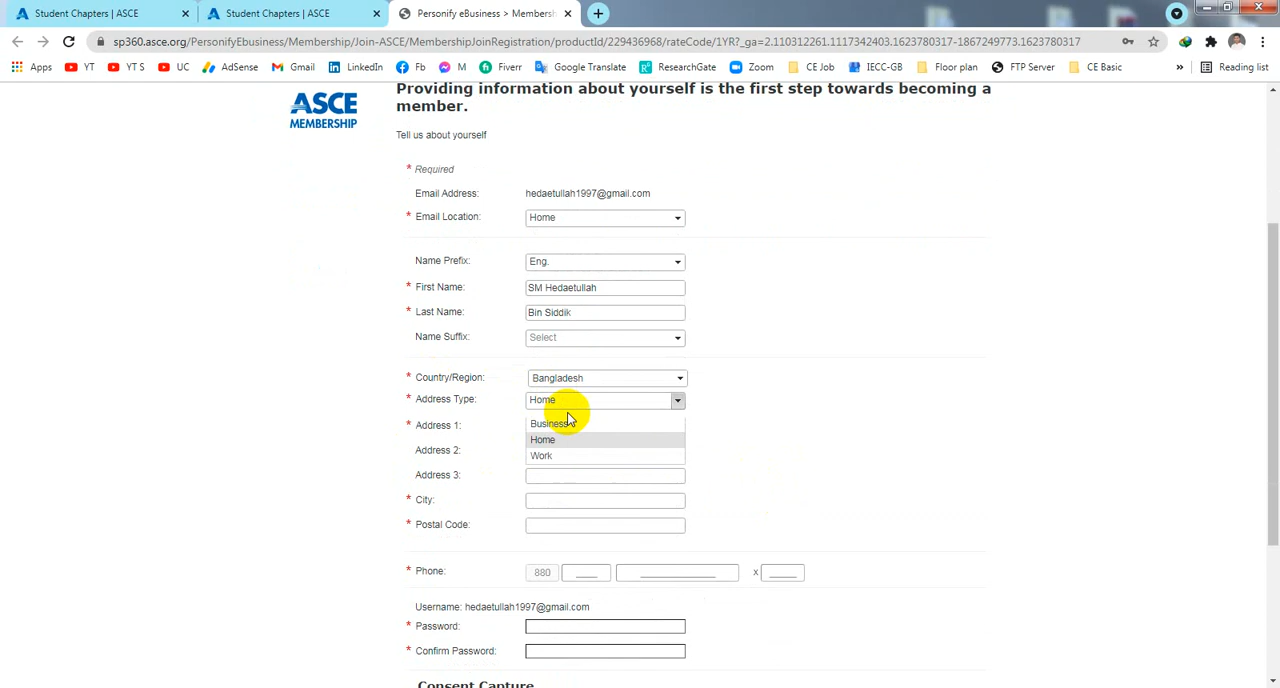 Student Chapters | ASCE
Student Chapters | ASCE
Personify eBusiness > Membersh
sp360.asce.org/PersonifyEbusiness/Membership/Join-ASCE/MembershipJoinRegistration/productId/229436968/rateCode/1YR?_ga=2.110312261.1117342403.1623780317-1867249773.1623780317
Apps YT YT S UC AdSense Gmail LinkedIn Fb M Fiverr Google Translate ResearchGate Zoom CE Job IECC-GB Floor plan FTP Server CE Basic » Reading list
ASCE
MEMBERSHIP
Providing information about yourself is the first step towards becoming a
member.
Tell us about yourself
* Required
Email Address: hedaetullah1997@gmail.com
* Email Location: Home
Name Prefix: Eng.
* First Name: SM Hedaetullah
* Last Name: Bin Siddik
Name Suffix: Select
* Country/Region: Bangladesh
* Address Type: Home
* Address 1: Business
Home
Address 2: Work
Address 3:
* City:
* Postal Code:
* Phone: 880 x
Username: hedaetullah1997@gmail.com
* Password:
* Confirm Password:
Consent Capture